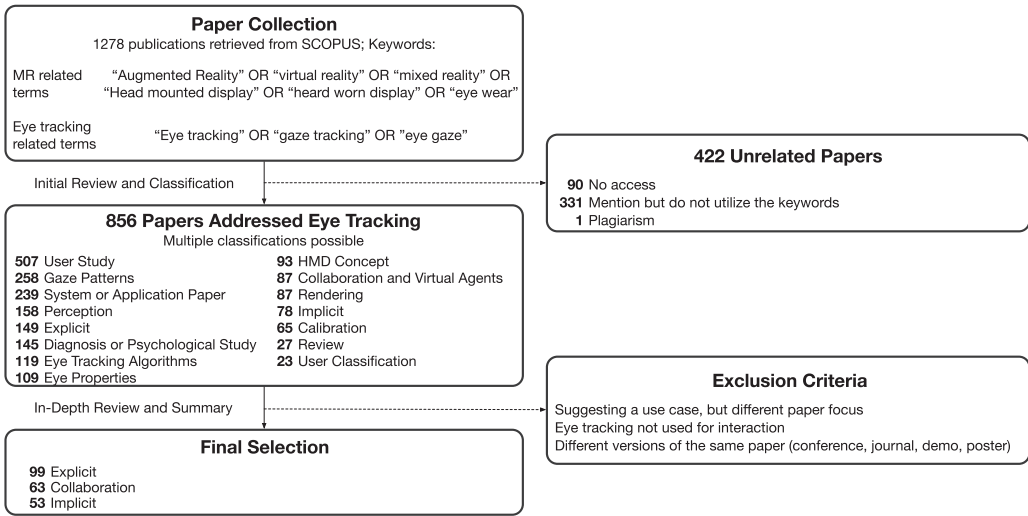 Paper Collection
1278 publications retrieved from SCOPUS; Keywords:
MR related terms
“Augmented Reality” OR “virtual reality” OR “mixed reality” OR
“Head mounted display” OR “heard worn display” OR “eye wear”
Eye tracking related terms
“Eye tracking” OR “gaze tracking” OR ”eye gaze”
Initial Review and Classification
422 Unrelated Papers
90 No access
331 Mention but do not utilize the keywords
1 Plagiarism
856 Papers Addressed Eye Tracking
Multiple classifications possible
507 User Study
258 Gaze Patterns
239 System or Application Paper
158 Perception
149 Explicit
145 Diagnosis or Psychological Study
119 Eye Tracking Algorithms
109 Eye Properties
93 HMD Concept
87 Collaboration and Virtual Agents
87 Rendering
78 Implicit
65 Calibration
27 Review
23 User Classification
In-Depth Review and Summary
Exclusion Criteria
Suggesting a use case, but different paper focus
Eye tracking not used for interaction
Different versions of the same paper (conference, journal, demo, poster)
Final Selection
99 Explicit
63 Collaboration
53 Implicit